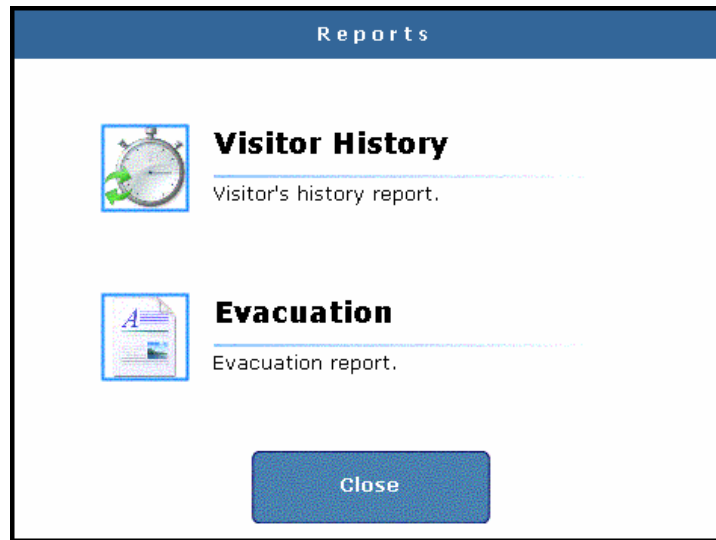 Reports
Visitor History
Visitor's history report.
A
Evacuation
Evacuation report.
Close